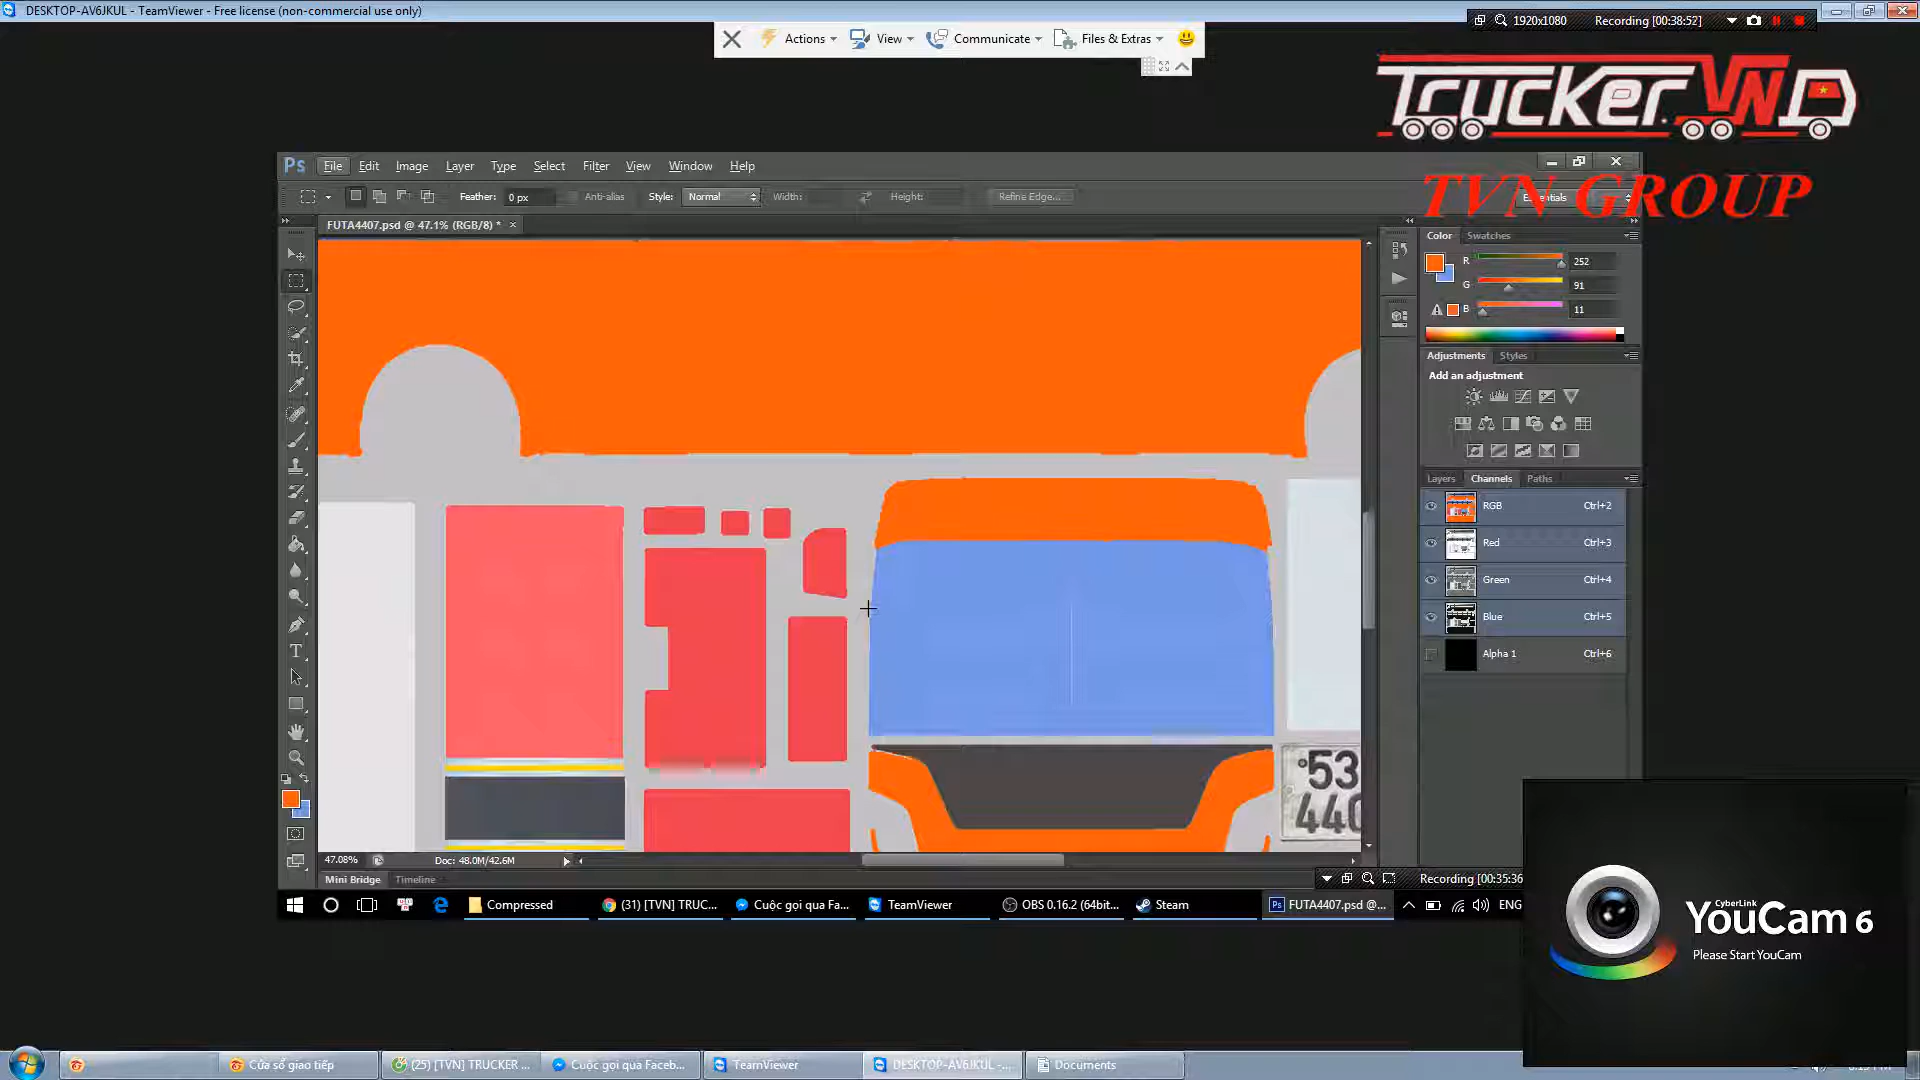 DESKTOP-AV6JKUL - TeamViewer - Free license (non-commercial use only)
1920x1080
Recording [00:38:52]
Actions
View
Communicate
Files & Extras
TRUCKER.VN
TVN GROUP
Ps
File
Edit
Image
Layer
Type
Select
Filter
View
Window
Help
Feather:
0 px
Anti-alias
Style:
Normal
Width:
Height:
Refine Edge...
Essentials
FUTA4407.psd @ 47.1% (RGB/8) *
Color
Swatches
R
252
G
91
B
11
Adjustments
Styles
Add an adjustment
Layers
Channels
Paths
RGB
Ctrl+2
Red
Ctrl+3
Green
Ctrl+4
Blue
Ctrl+5
Alpha 1
Ctrl+6
53
440
47.08%
Doc: 48.0M/42.6M
Mini Bridge
Timeline
Recording [00:35:36
Compressed
(31) [TVN] TRUC...
Cuộc gọi qua Fa...
TeamViewer
OBS 0.16.2 (64bit...
Steam
FUTA4407.psd @...
ENG
CyberLink
YouCam 6
Please Start YouCam
Cửa sổ giao tiếp
(25) [TVN] TRUCKER ...
Cuộc gọi qua Faceb...
TeamViewer
DESKTOP-AV6JKUL -...
Documents